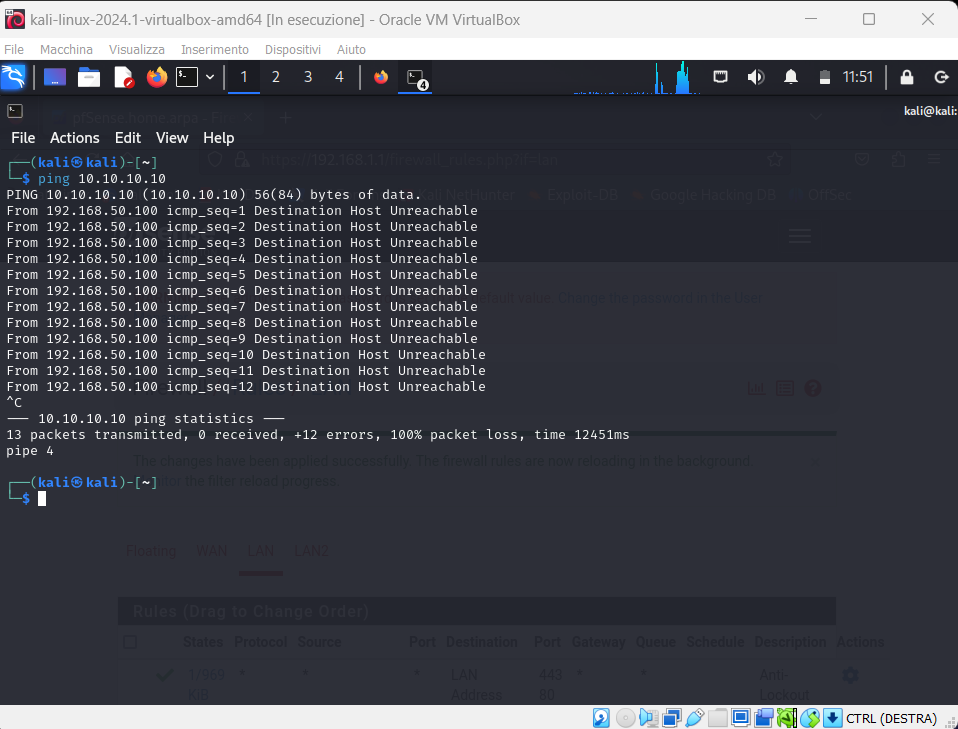 kali-linux-2024.1-virtualbox-amd64 [In esecuzione] - Oracle VM VirtualBox
File Macchina Visualizza Inserimento Dispositivi Aiuto
1 2 3 4 4 11:51
pfSense.home.arpa - Fi
kali@kali:
File Actions Edit View Help
┌──(kali㉿kali)-[~]
└─$ ping 10.10.10.10
https://192.168.1.1/firewall_rules.php
PING 10.10.10.10 (10.10.10.10) 56(84) bytes of data.
Kali NetHunter Exploit-DB Google Hacking DB OffSec
From 192.168.50.100 icmp_seq=1 Destination Host Unreachable
From 192.168.50.100 icmp_seq=2 Destination Host Unreachable
From 192.168.50.100 icmp_seq=3 Destination Host Unreachable
From 192.168.50.100 icmp_seq=4 Destination Host Unreachable
From 192.168.50.100 icmp_seq=5 Destination Host Unreachable
From 192.168.50.100 icmp_seq=6 Destination Host Unreachable
default value. Change the password in the User
From 192.168.50.100 icmp_seq=7 Destination Host Unreachable
From 192.168.50.100 icmp_seq=8 Destination Host Unreachable
From 192.168.50.100 icmp_seq=9 Destination Host Unreachable
From 192.168.50.100 icmp_seq=10 Destination Host Unreachable
From 192.168.50.100 icmp_seq=11 Destination Host Unreachable
From 192.168.50.100 icmp_seq=12 Destination Host Unreachable
^C
─── 10.10.10.10 ping statistics ───
13 packets transmitted, 0 received, +12 errors, 100% packet loss, time 12451ms
pipe 4
The changes have been applied successfully. The firewall rules are now reloading in the background.
the filter reload progress.
┌──(kali㉿kali)-[~]
└─$
Floating WAN LAN LAN2
Rules (Drag to Change Order)
States Protocol Source Port Destination Port Gateway Queue Schedule Description Actions
1/969 * * * LAN 443 * * Anti-
KiB Address 80 Lockout
CTRL (DESTRA)